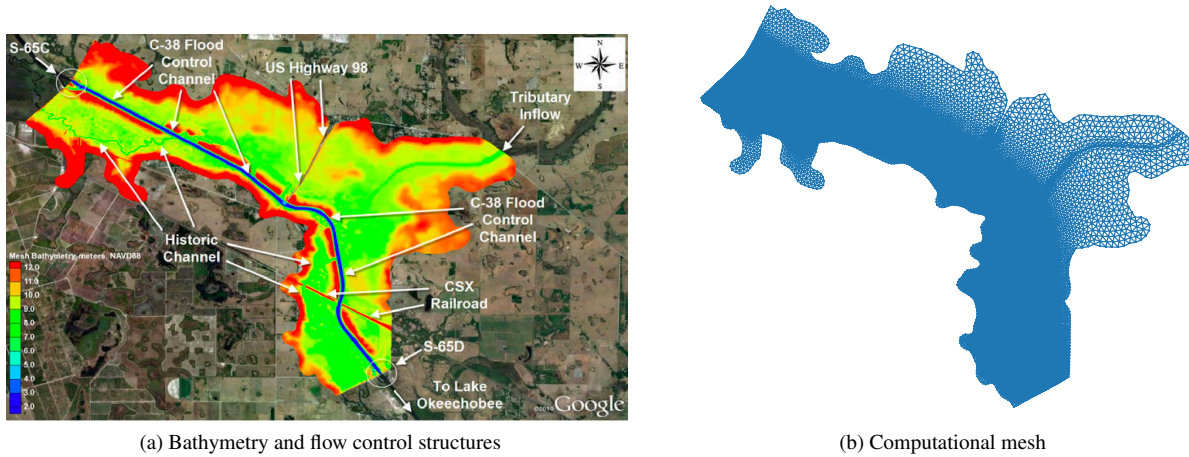 S-65C
C-38 Flood
Control
Channel
US Highway 98
N
W E
S
Tributary
Inflow
C-38 Flood
Control
Channel
Historic
Channel
Mesh Bathymetry, meters, NAVD88
12.0
11.0
10.0
9.0
8.0
7.0
6.0
5.0
4.0
3.0
2.0
CSX
Railroad
S-65D
To Lake
Okeechobee
©2010 Google
(a) Bathymetry and flow control structures
(b) Computational mesh